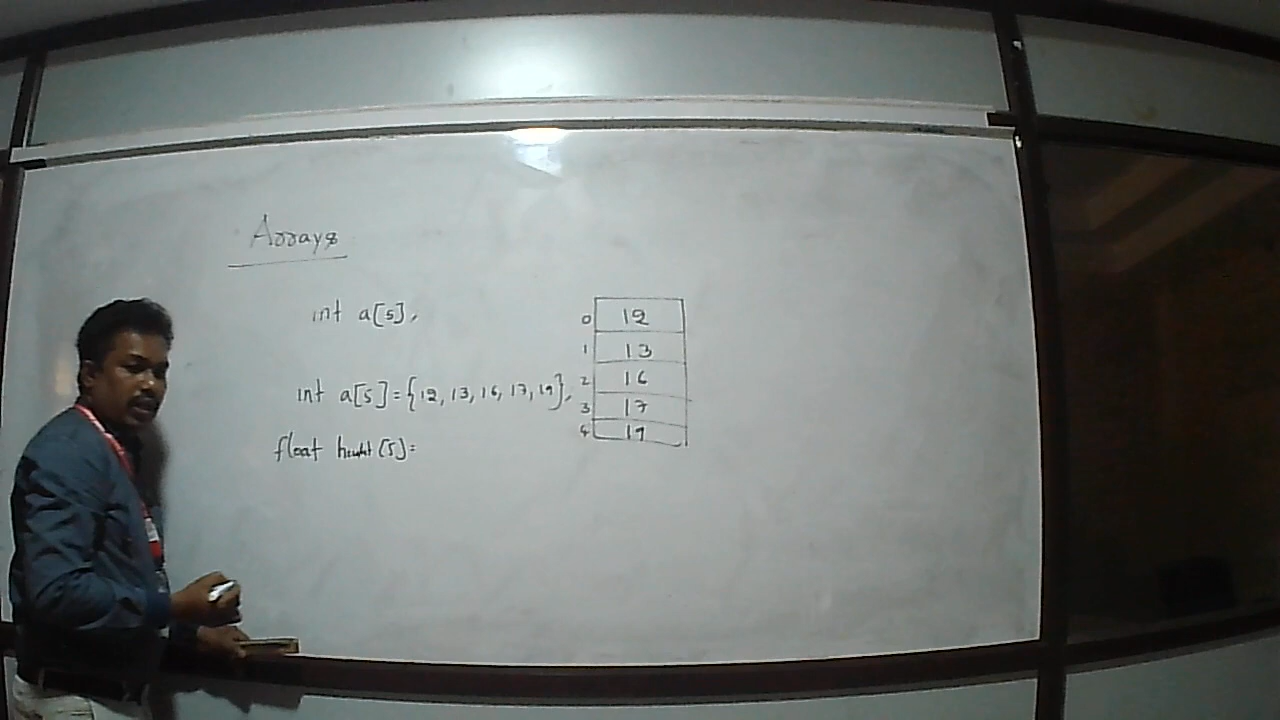 Arrays
int a[5];
int a[5]={12, 13, 16, 17, 19};
float height[5]=
0 12
1 13
2 16
3 17
4 19